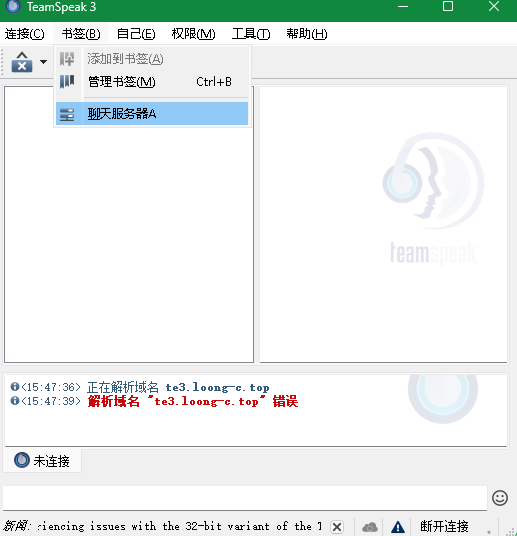 TeamSpeak 3
连接(C) 书签(B) 自己(E) 权限(M) 工具(T) 帮助(H)
添加到书签(A)
管理书签(M) Ctrl+B
聊天服务器A
teamspeak
<15:47:36> 正在解析域名 te3.loong-c.top
<15:47:39> 解析域名 "te3.loong-c.top" 错误
未连接
新闻: riencing issues with the 32-bit variant of the T
断开连接